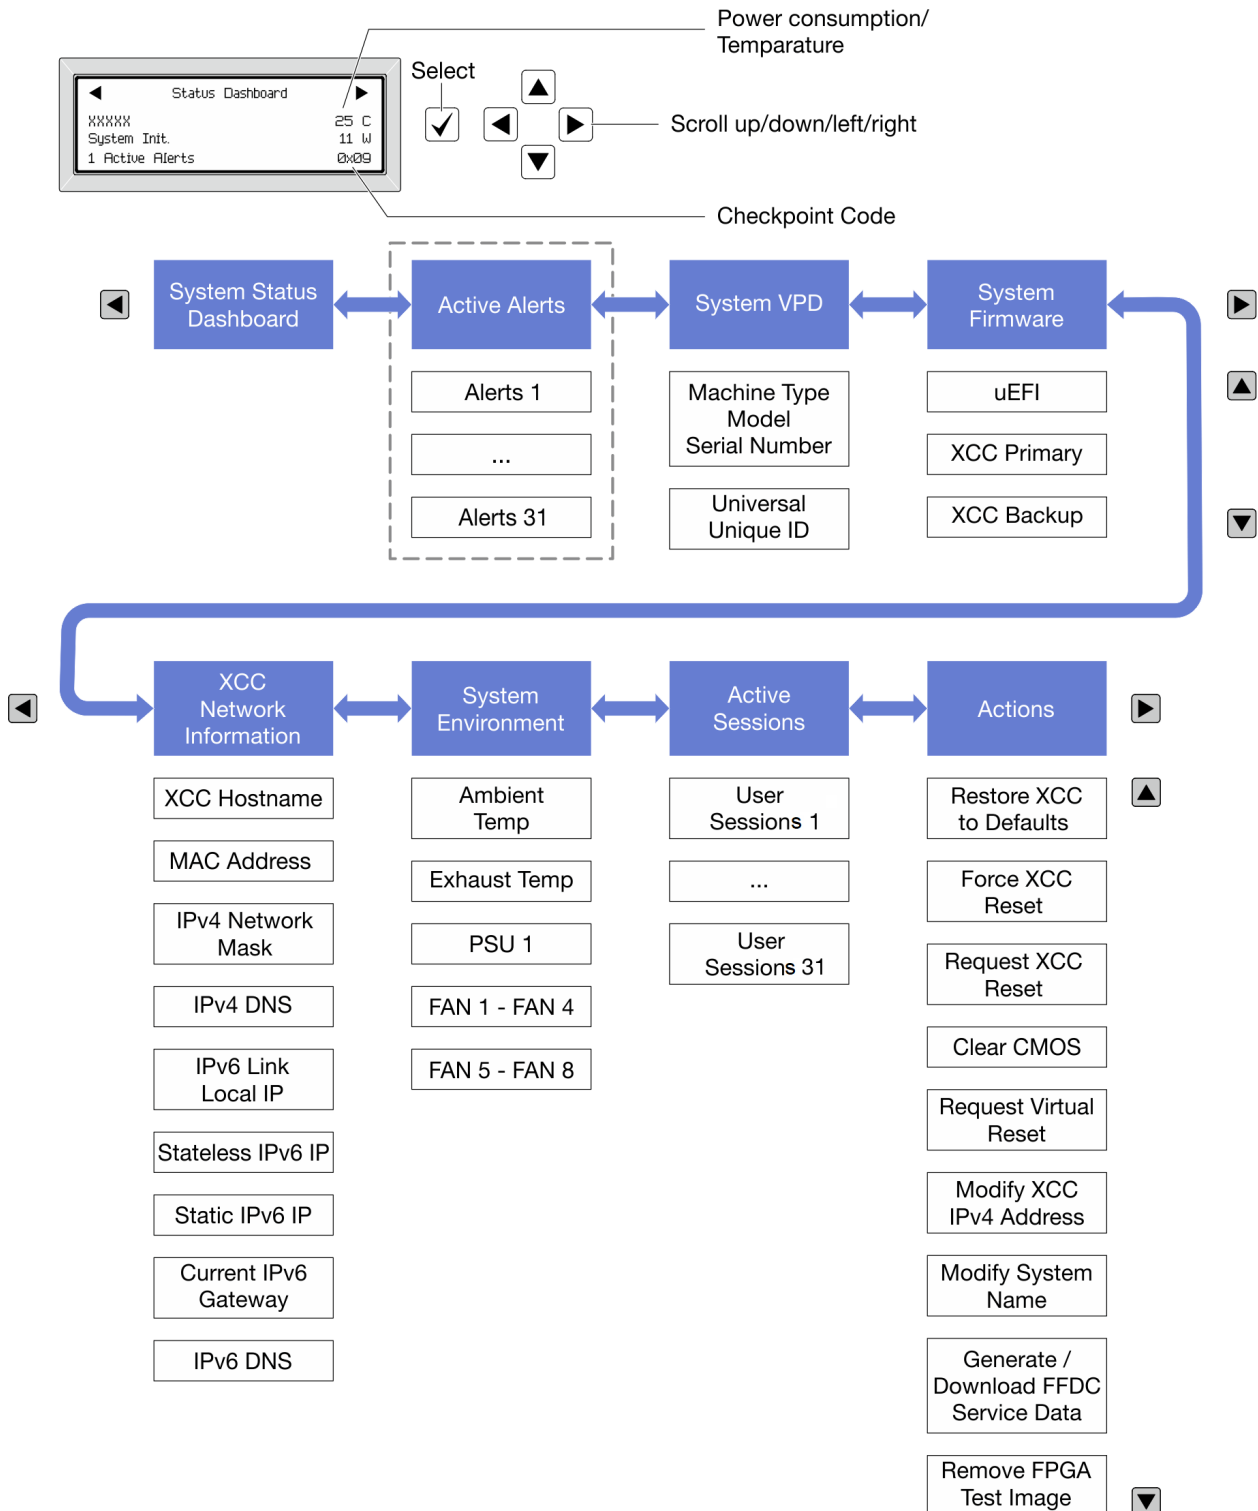 Power consumption/
Temparature
Select
Status Dashboard
XXXXX 25 C
System Init. 11 W
1 Active Alerts 0x09
Scroll up/down/left/right
Checkpoint Code
System Status
Dashboard
Active Alerts
System VPD
System
Firmware
Alerts 1
...
Alerts 31
Machine Type
Model
Serial Number
Universal
Unique ID
uEFI
XCC Primary
XCC Backup
XCC
Network
Information
System
Environment
Active
Sessions
Actions
XCC Hostname
MAC Address
IPv4 Network
Mask
IPv4 DNS
IPv6 Link
Local IP
Stateless IPv6 IP
Static IPv6 IP
Current IPv6
Gateway
IPv6 DNS
Ambient
Temp
Exhaust Temp
PSU 1
FAN 1 - FAN 4
FAN 5 - FAN 8
User
Sessions 1
...
User
Sessions 31
Restore XCC
to Defaults
Force XCC
Reset
Request XCC
Reset
Clear CMOS
Request Virtual
Reset
Modify XCC
IPv4 Address
Modify System
Name
Generate /
Download FFDC
Service Data
Remove FPGA
Test Image